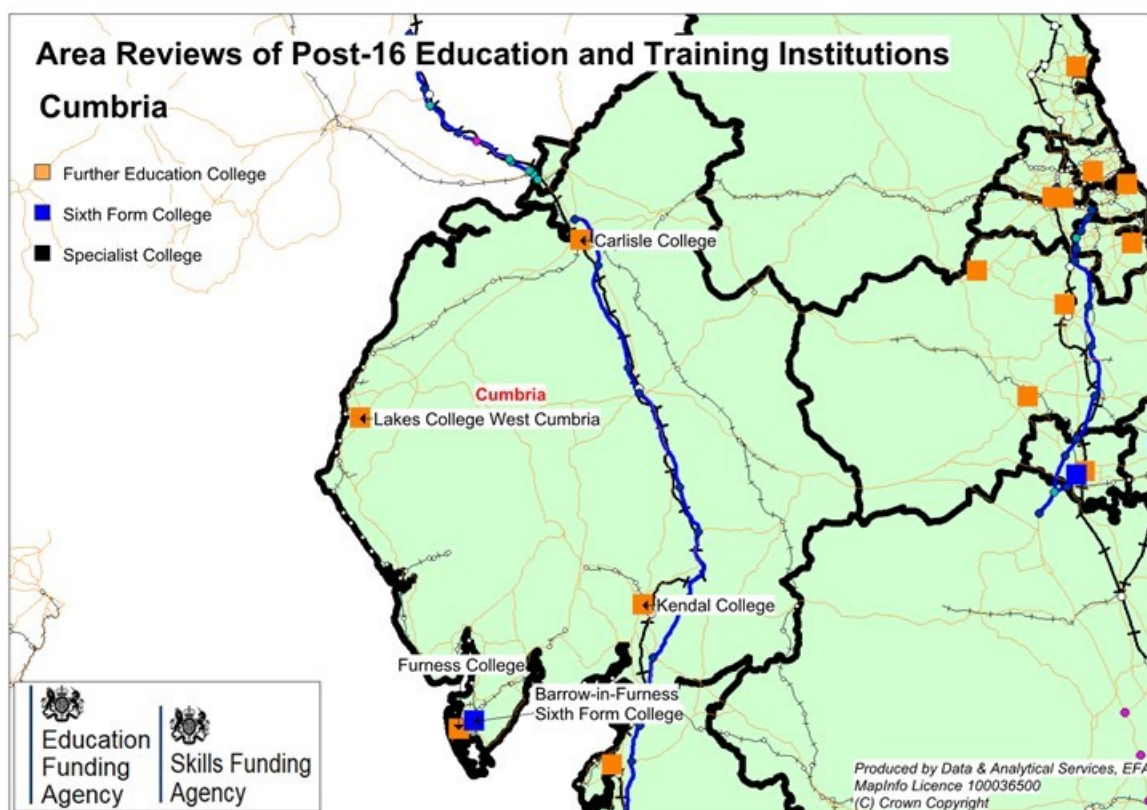 Area Reviews of Post-16 Education and Training Institutions
Cumbria
Further Education College
Sixth Form College
Specialist College
Carlisle College
Cumbria
Lakes College West Cumbria
Kendal College
Furness College
Barrow-in-Furness
Sixth Form College
Education
Funding
Agency
Skills Funding
Agency
Produced by Data & Analytical Services, EFA
MapInfo Licence 100036500
(C) Crown Copyright